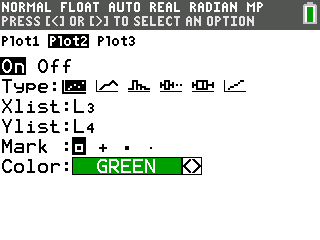 NORMAL FLOAT AUTO REAL RADIAN MP
PRESS [<] OR [>] TO SELECT AN OPTION
Plot1 Plot2 Plot3
On Off
Type:
Xlist:L3
Ylist:L4
Mark : + . .
Color: GREEN <>